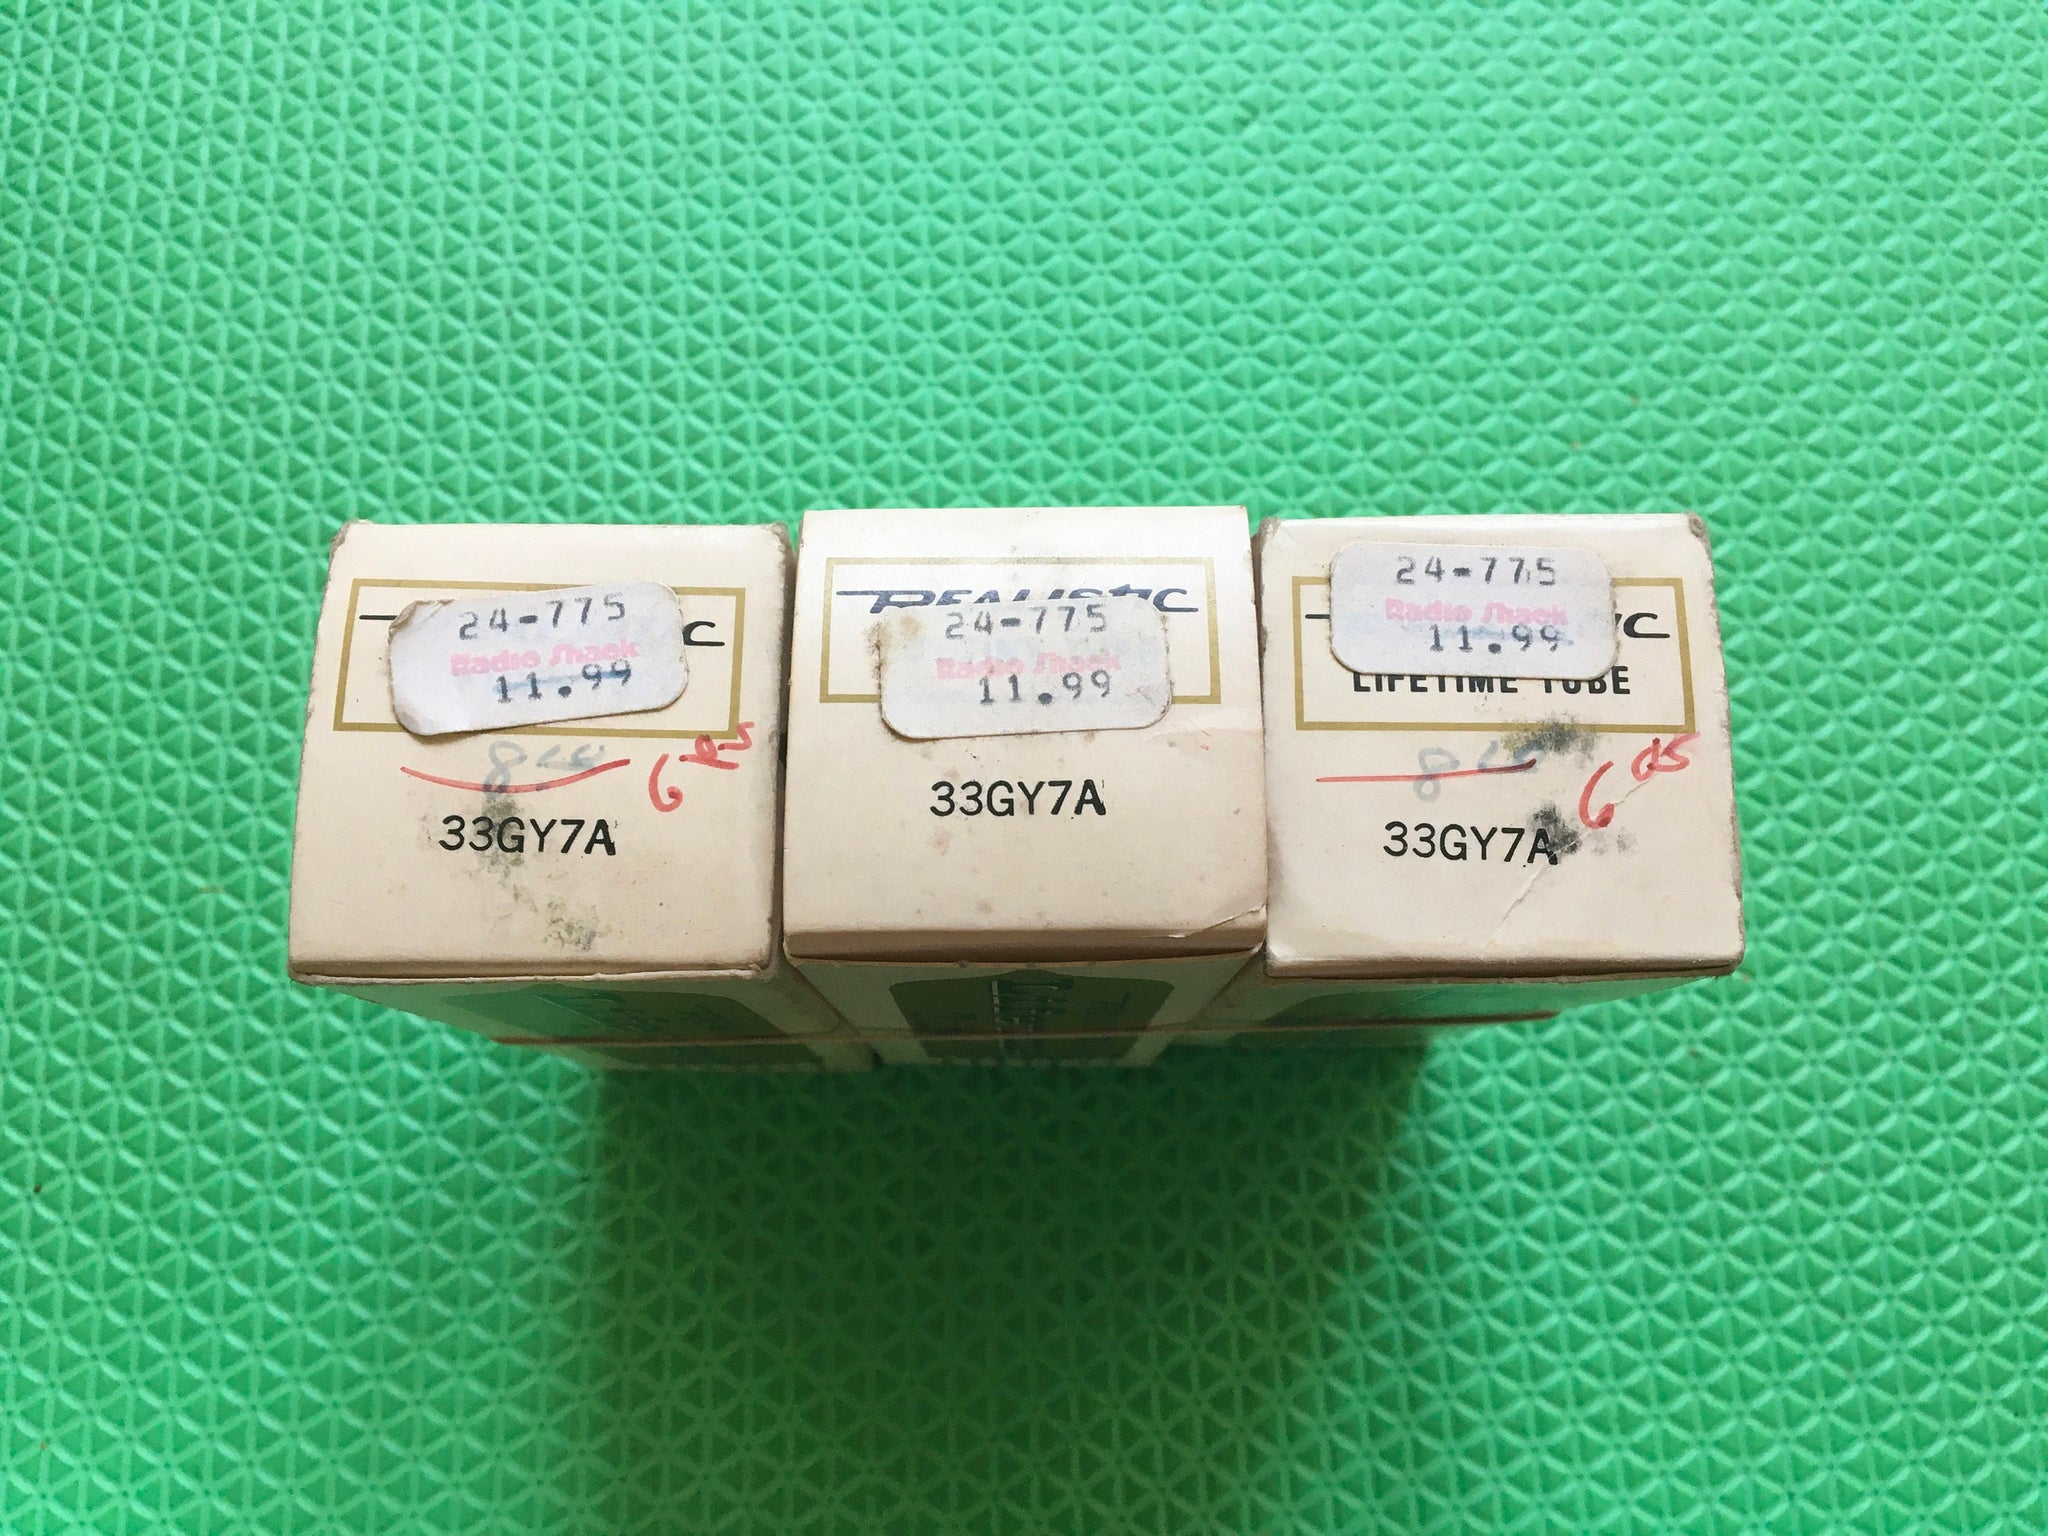 24-775
Radio Shack
11.99
6
33GY7A
REALISTIC
24-775
Radio Shack
11.99
33GY7A
24-775
Radio Shack
11.99
LIFETIME TUBE
8
6 05
33GY7A